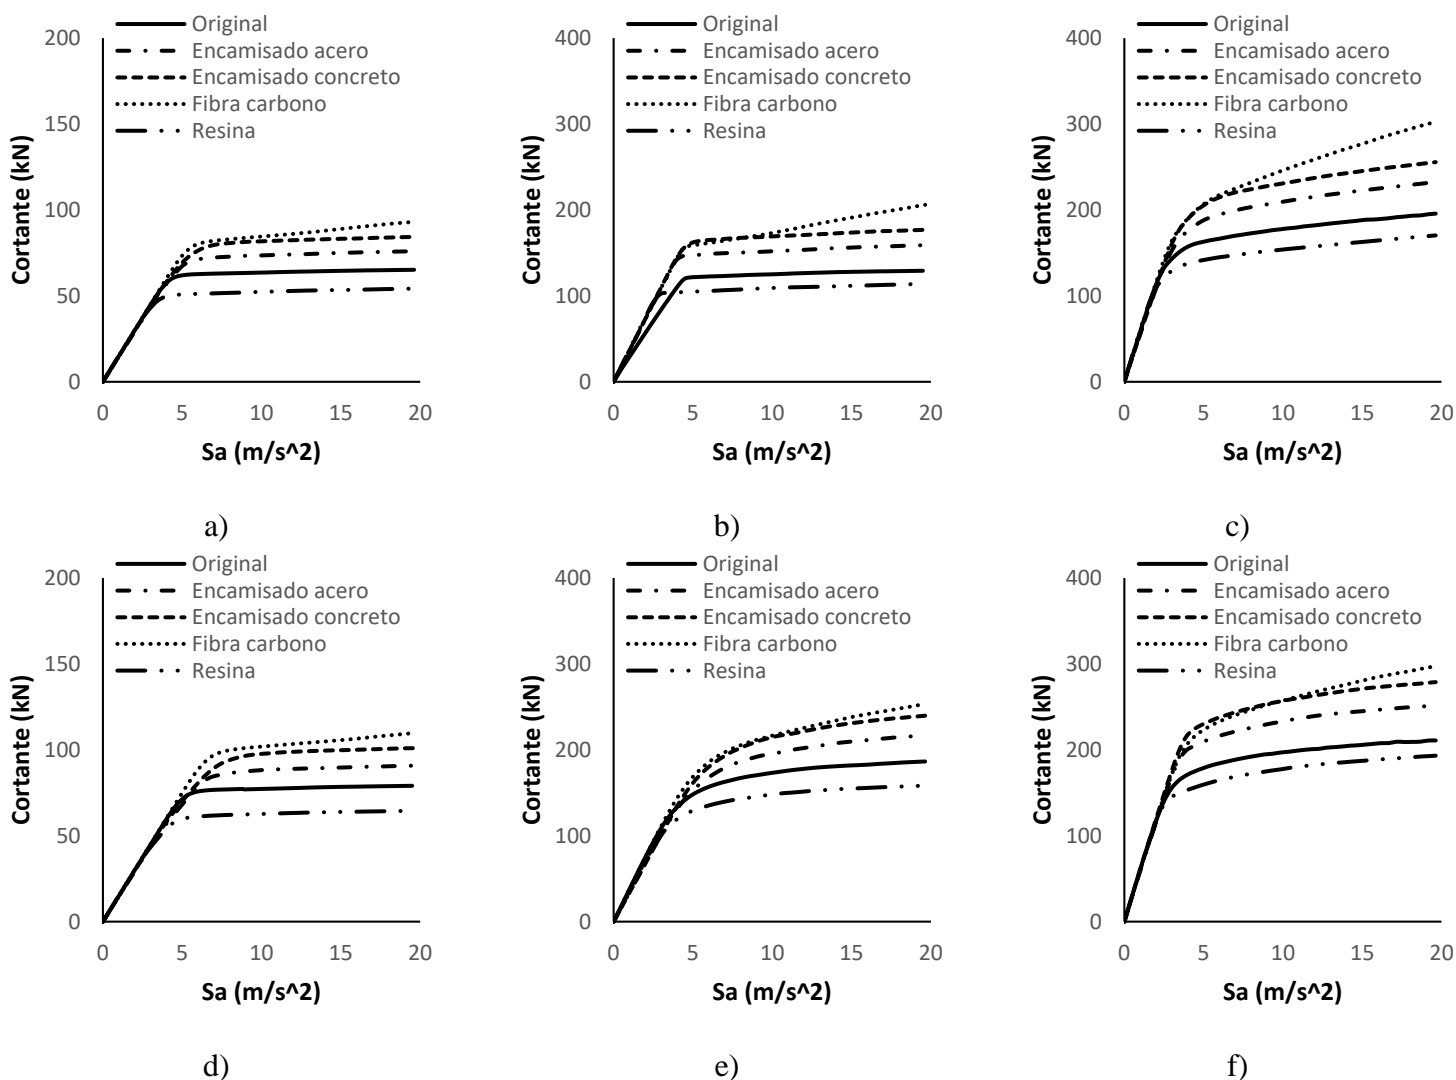 Original
Encamisado acero
Encamisado concreto
Fibra carbono
Resina
200
150
100
50
0
0 5 10 15 20
Cortante (kN)
Sa (m/s^2)
a)
Original
Encamisado acero
Encamisado concreto
Fibra carbono
Resina
400
300
200
100
0
0 5 10 15 20
Cortante (kN)
Sa (m/s^2)
b)
Original
Encamisado acero
Encamisado concreto
Fibra carbono
Resina
400
300
200
100
0
0 5 10 15 20
Cortante (kN)
Sa (m/s^2)
c)
Original
Encamisado acero
Encamisado concreto
Fibra carbono
Resina
200
150
100
50
0
0 5 10 15 20
Cortante (kN)
Sa (m/s^2)
d)
Original
Encamisado acero
Encamisado concreto
Fibra carbono
Resina
400
300
200
100
0
0 5 10 15 20
Cortante (kN)
Sa (m/s^2)
e)
Original
Encamisado acero
Encamisado concreto
Fibra carbono
Resina
400
300
200
100
0
0 5 10 15 20
Cortante (kN)
Sa (m/s^2)
f)